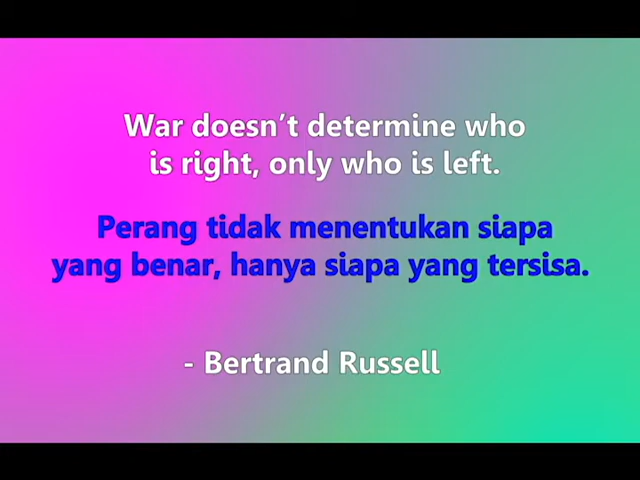 War doesn’t determine who
is right, only who is left.
Perang tidak menentukan siapa
yang benar, hanya siapa yang tersisa.
- Bertrand Russell